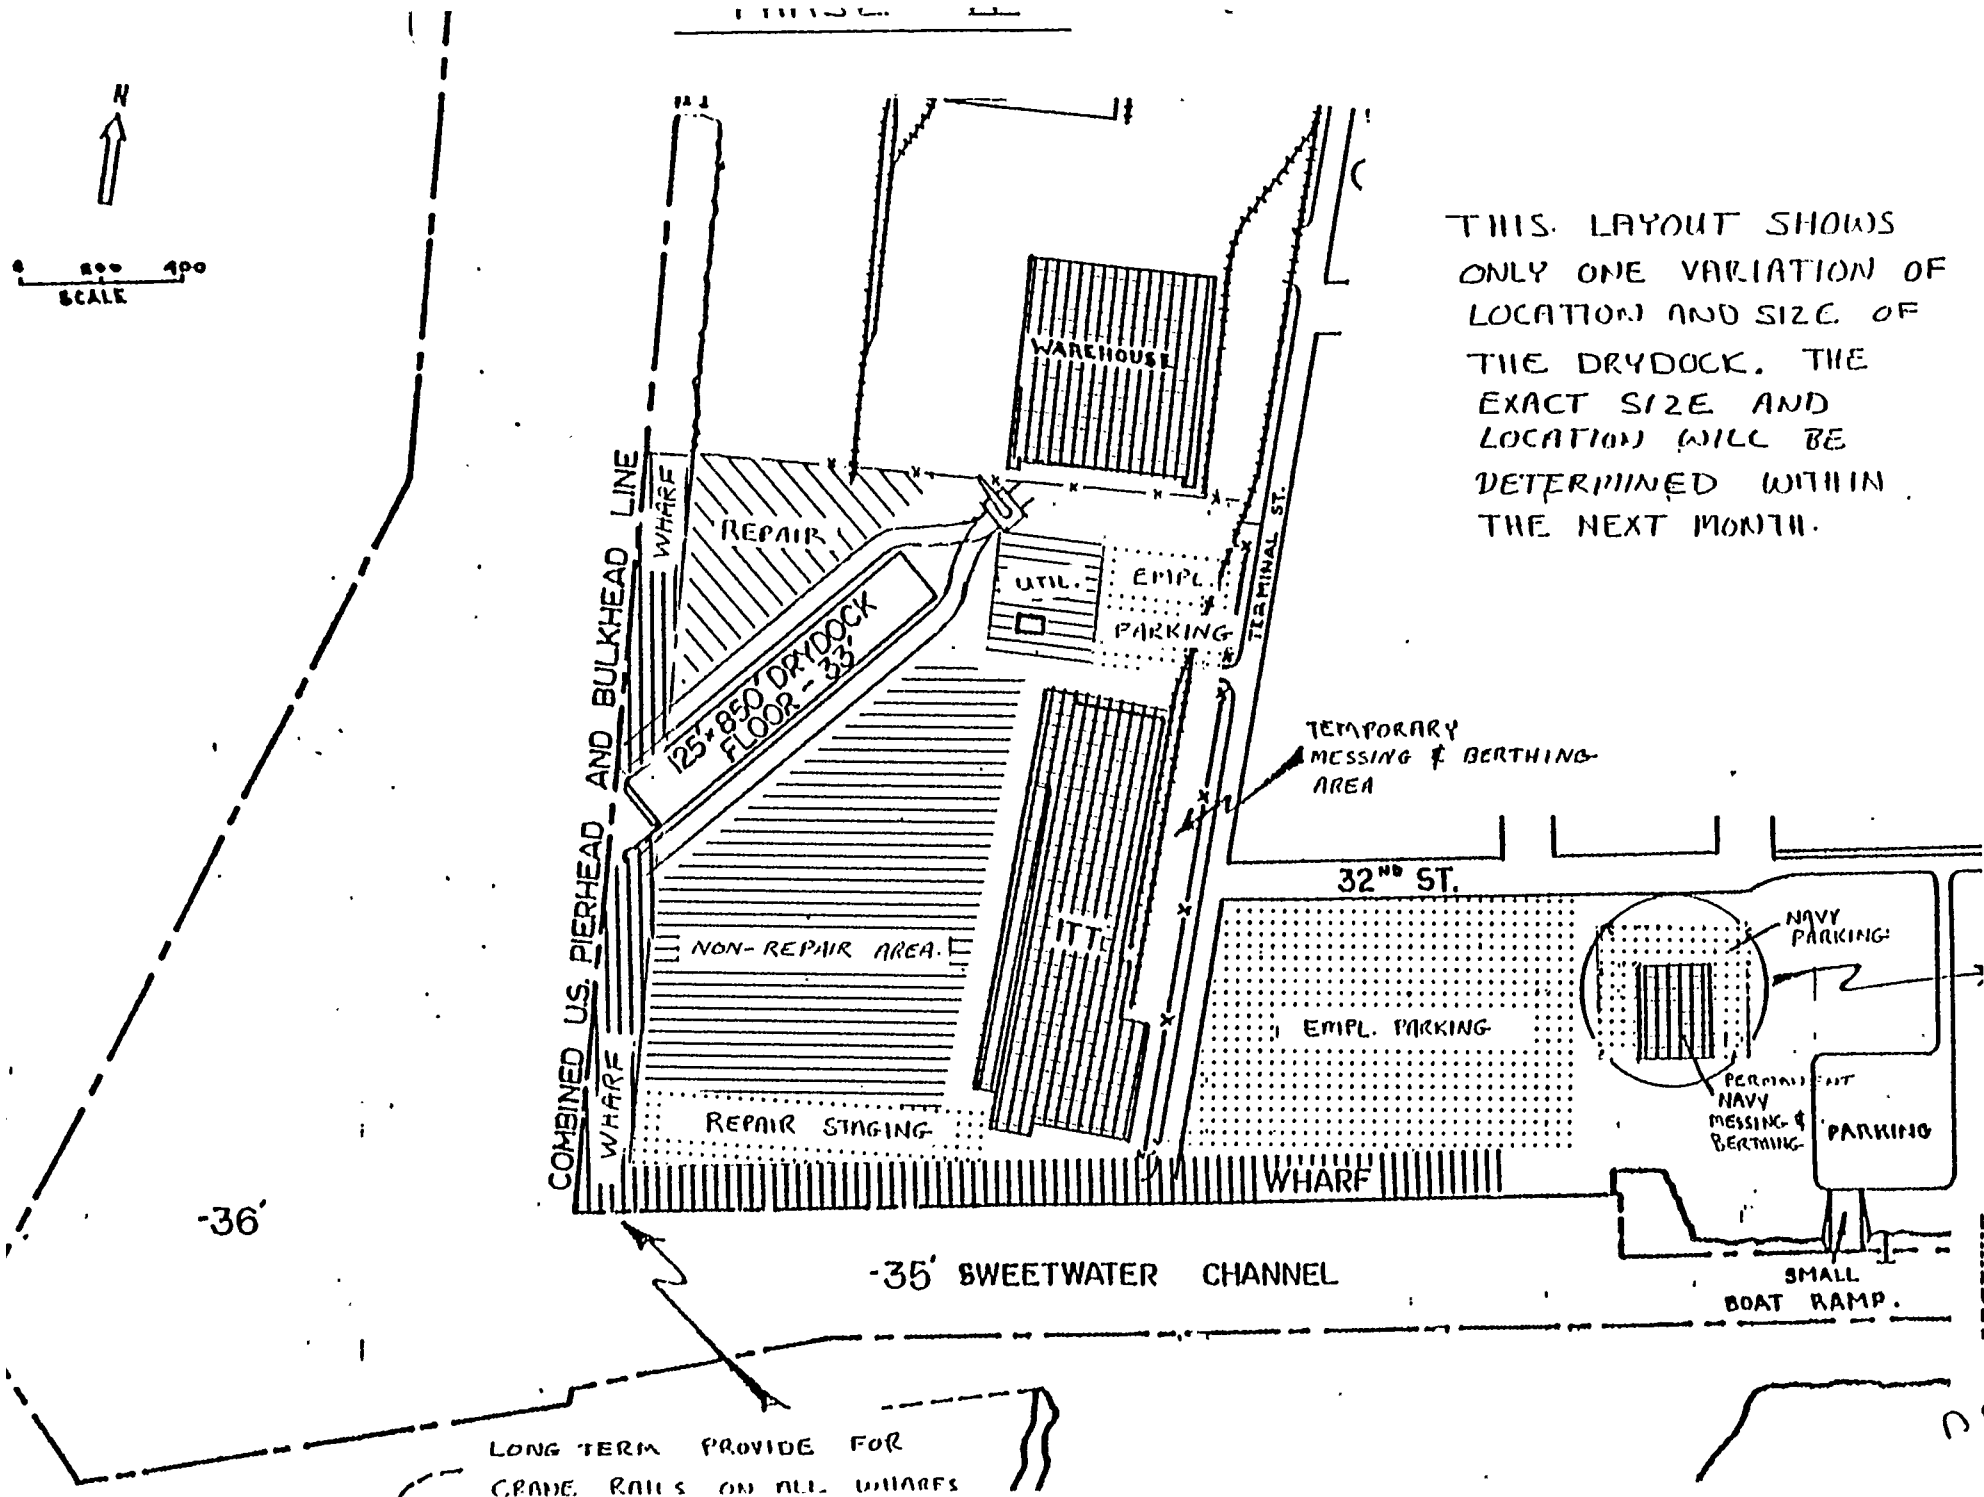 N
200 400
SCALE
THIS LAYOUT SHOWS
ONLY ONE VARIATION OF
LOCATION AND SIZE OF
THE DRYDOCK. THE
EXACT SIZE AND
LOCATION WILL BE
DETERMINED WITHIN
THE NEXT MONTH.
WAREHOUSE
COMBINED U.S. PIERHEAD AND BULKHEAD LINE
WHARF
REPAIR
UTIL.
EMPL.
PARKING
TERMINAL ST.
125' x 850' DRYDOCK
FLOOR - 33'
TEMPORARY
MESSING & BERTHING
AREA
32ND ST.
NON-REPAIR AREA
ITT
EMPL. PARKING
NAVY
PARKING
PERMANENT
NAVY
MESSING &
BERTHING
PARKING
WHARF
REPAIR STAGING
WHARF
-36'
-35' SWEETWATER CHANNEL
SMALL
BOAT RAMP.
LONG TERM PROVIDE FOR
CRANE RAILS ON ALL WHARFS